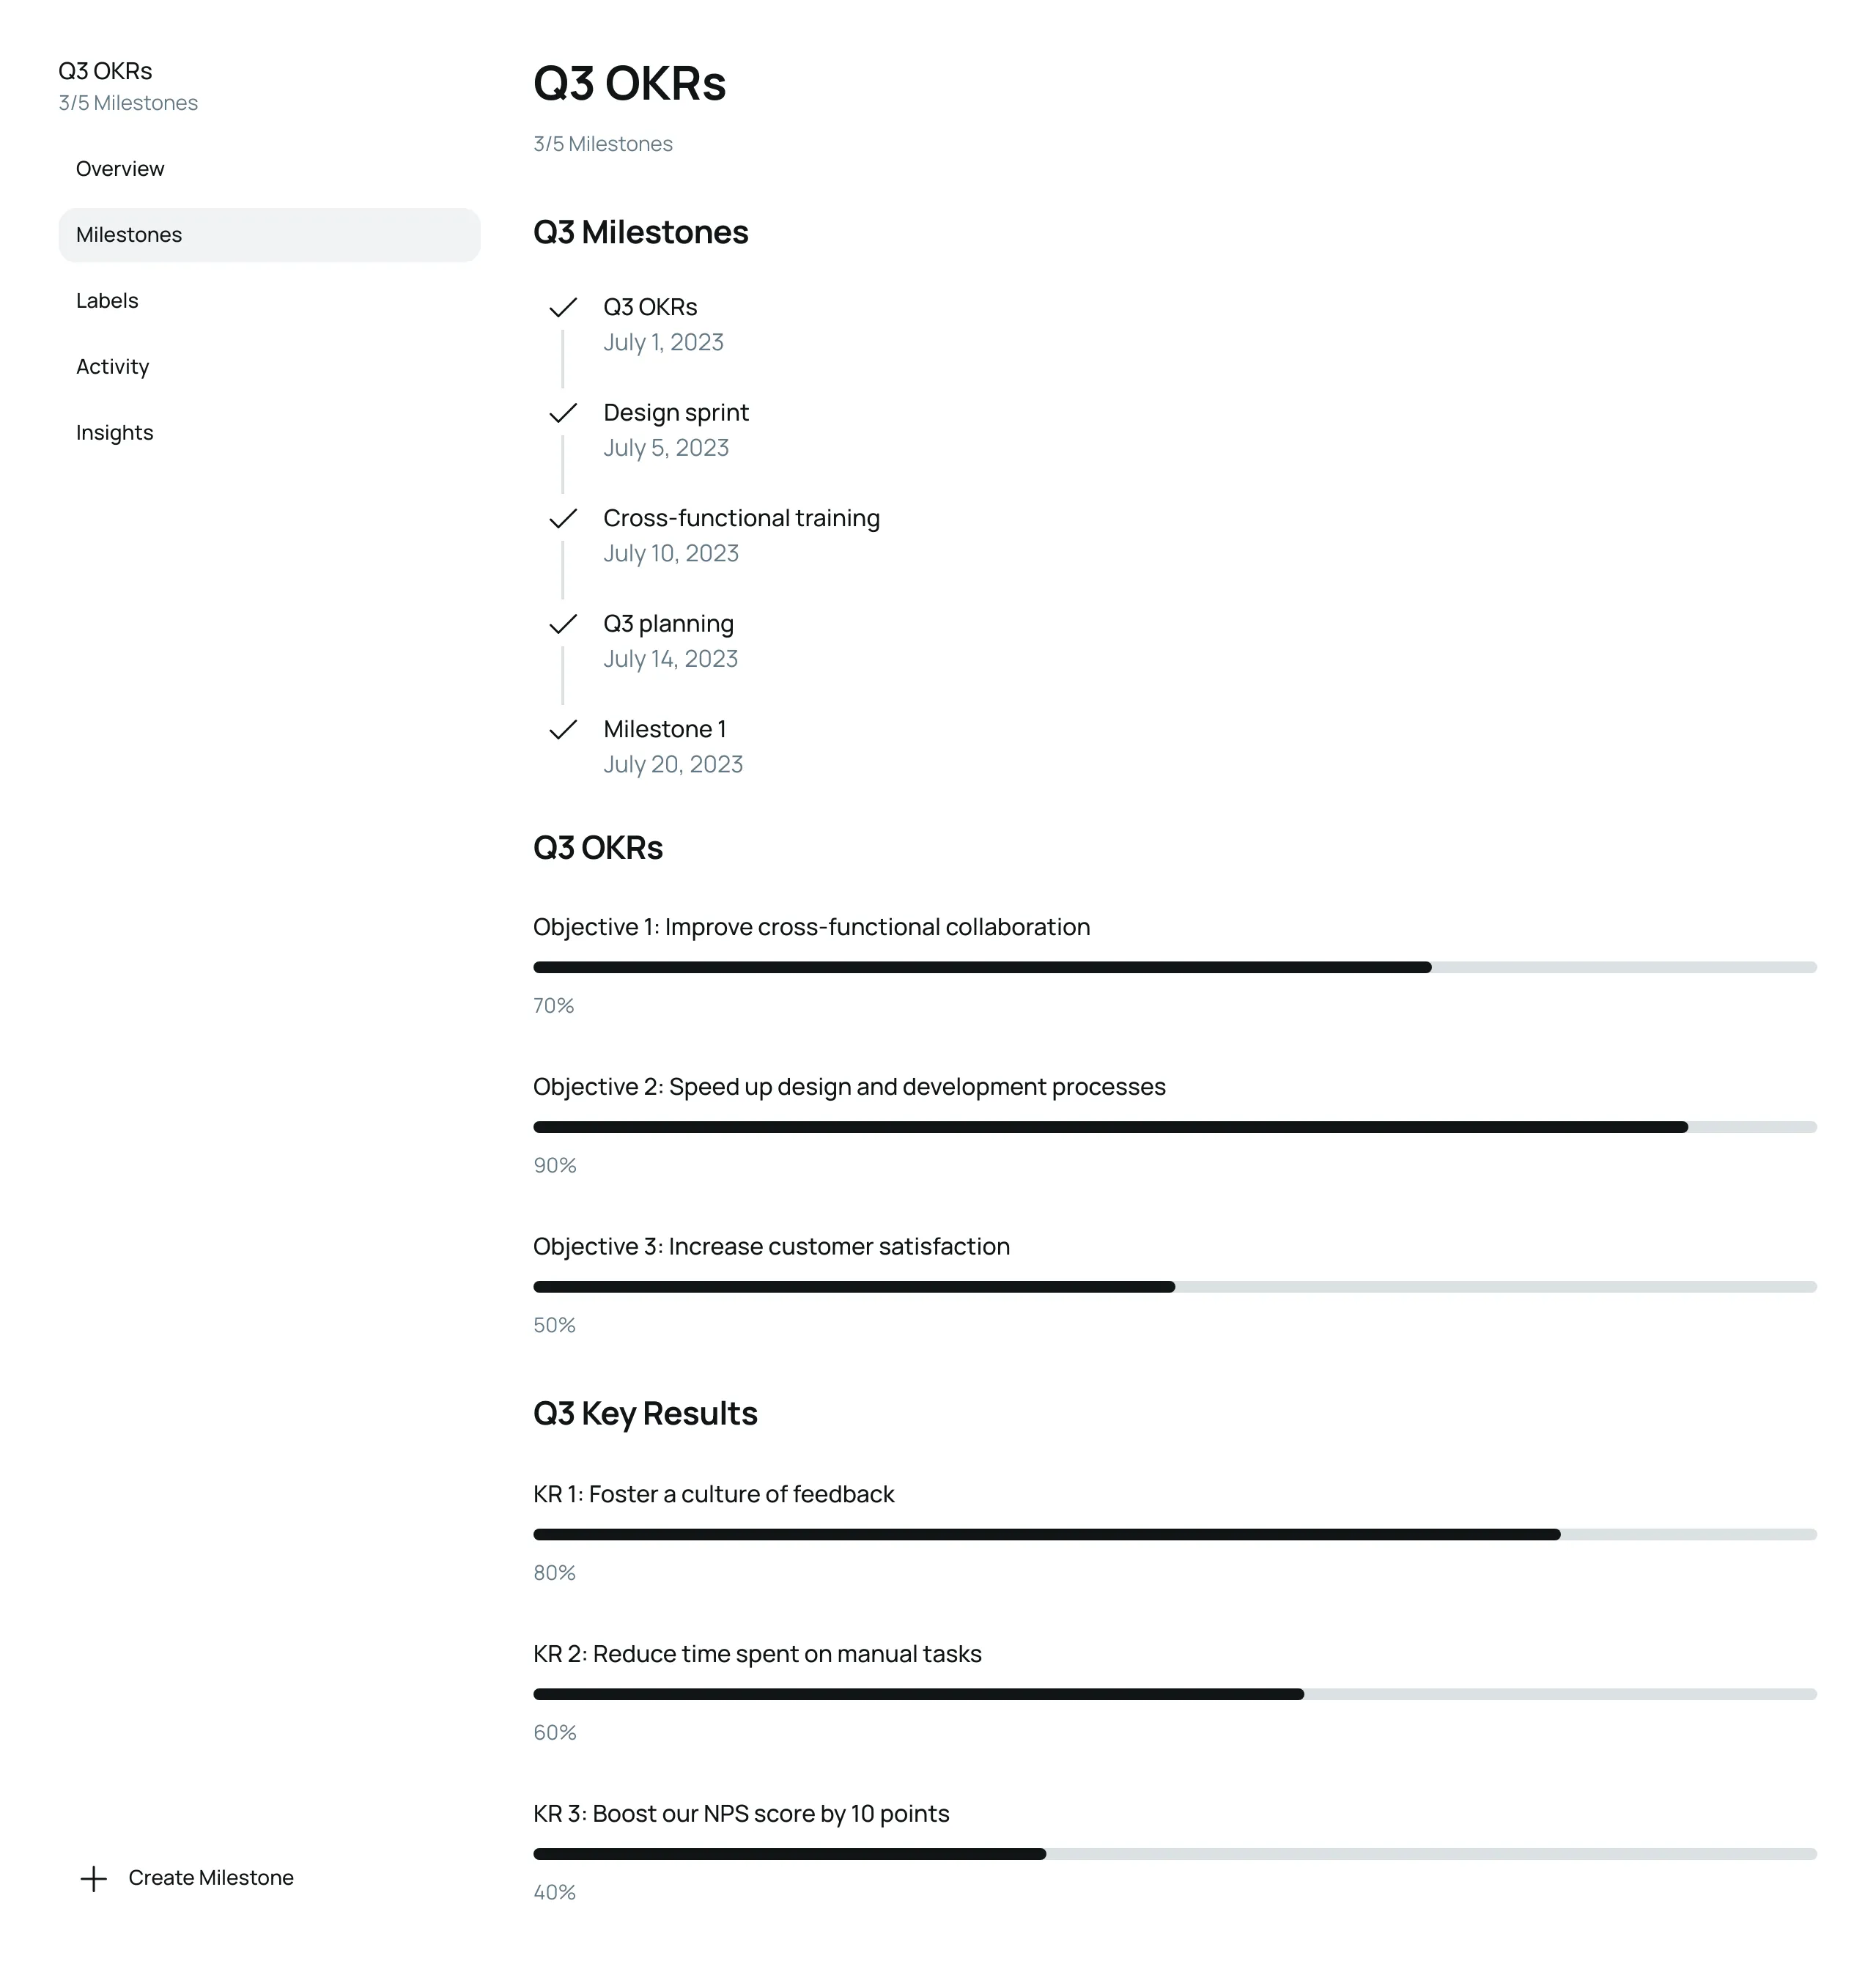 Q3 OKRs
3/5 Milestones
Overview
Milestones
Labels
Activity
Insights
Create Milestone
Q3 OKRs
3/5 Milestones
Q3 Milestones
Q3 OKRs
July 1, 2023
Design sprint
July 5, 2023
Cross-functional training
July 10, 2023
Q3 planning
July 14, 2023
Milestone 1
July 20, 2023
Q3 OKRs
Objective 1: Improve cross-functional collaboration
70%
Objective 2: Speed up design and development processes
90%
Objective 3: Increase customer satisfaction
50%
Q3 Key Results
KR 1: Foster a culture of feedback
80%
KR 2: Reduce time spent on manual tasks
60%
KR 3: Boost our NPS score by 10 points
40%